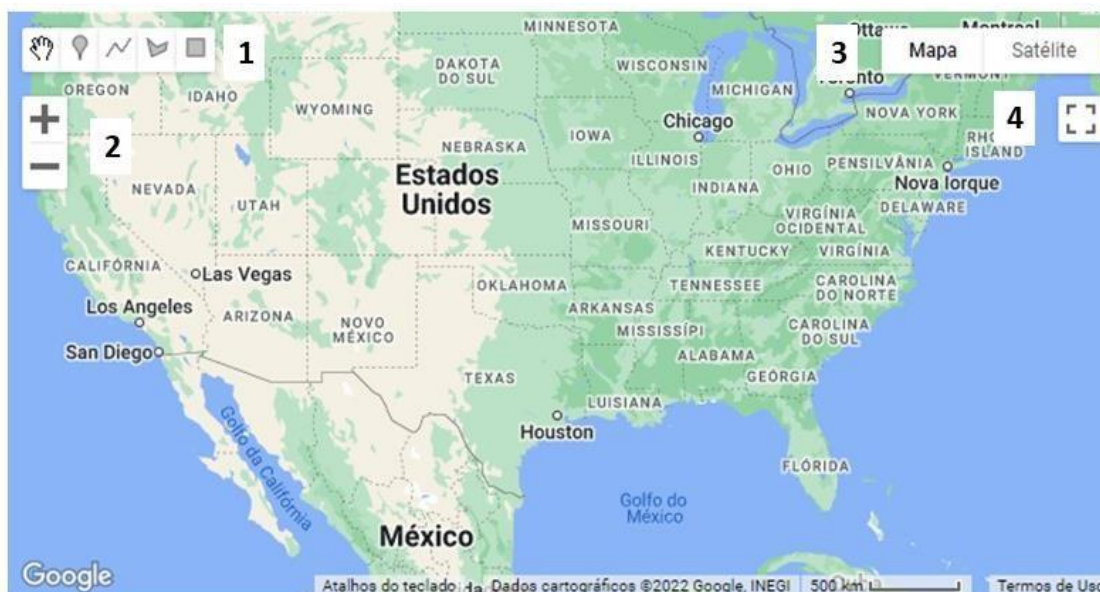 MINNESOTA
Ottawa
Montreal
1
3
Mapa
Satélite
DAKOTA
DO SUL
WISCONSIN
Toronto
VERMONT
OREGON
IDAHO
WYOMING
MICHIGAN
NOVA YORK
4
2
Chicago
IOWA
RHODE
ISLAND
NEBRASKA
ILLINOIS
OHIO
PENSILVÂNIA
Nova Iorque
NEVADA
UTAH
Estados
Unidos
INDIANA
DELAWARE
MISSOURI
VIRGÍNIA
OCIDENTAL
KENTUCKY
VIRGÍNIA
CALIFÓRNIA
Las Vegas
OKLAHOMA
TENNESSEE
CAROLINA
DO NORTE
Los Angeles
ARIZONA
NOVO
MÉXICO
ARKANSAS
MISSISSÍPI
CAROLINA
DO SUL
San Diego
ALABAMA
TEXAS
GEÓRGIA
LUISIANA
Houston
Golfo da Califórnia
FLÓRIDA
Golfo do
México
México
Google
Atalhos do teclado
Dados cartográficos ©2022 Google, INEGI
500 km
Termos de Uso